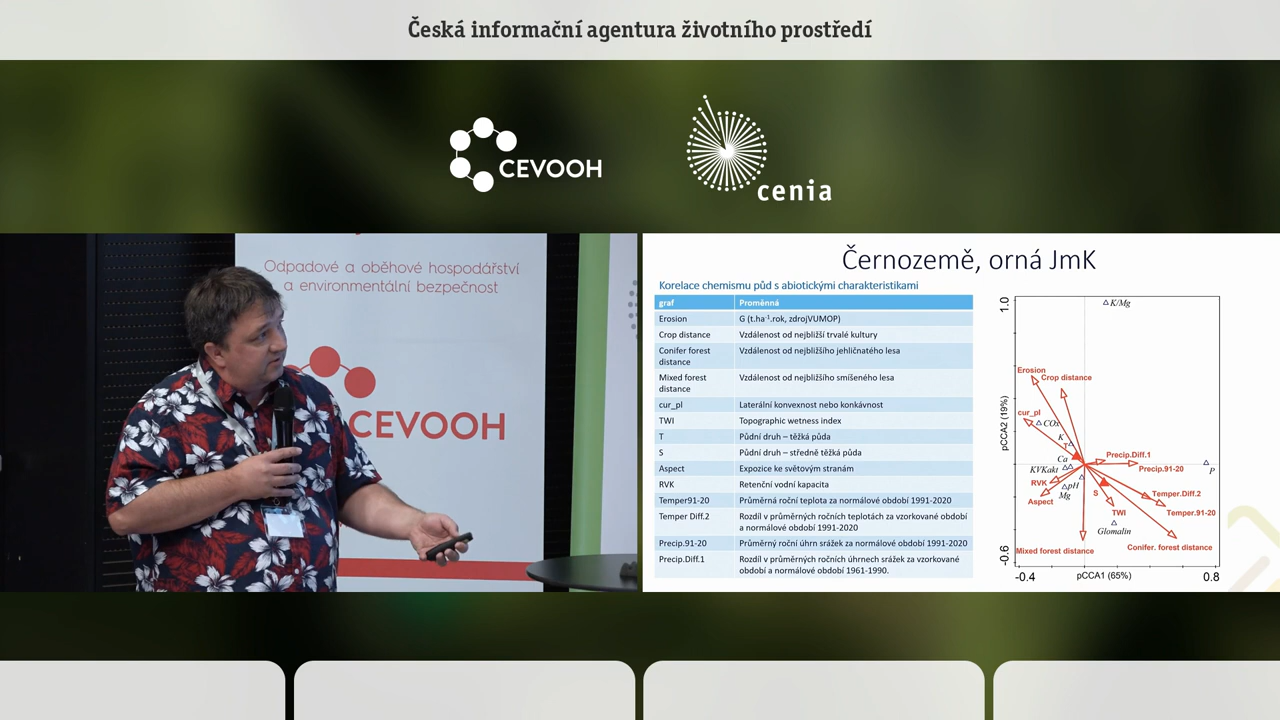 Česká informační agentura životního prostředí
CEVOOH
cenia
Odpadové a oběhové hospodářství
a environmentální bezpečnost
CEVOOH
Černozemě, orná JmK
Korelace chemismu půd s abiotickými charakteristikami
graf Proměnná
Erosion G (t.ha⁻¹.rok, zdrojVUMOP)
Crop distance Vzdálenost od nejbližší trvalé kultury
Conifer forest Vzdálenost od nejbližšího jehličnatého lesa
distance
Mixed forest Vzdálenost od nejbližšího smíšeného lesa
distance
cur_pl Laterální konvexnost nebo konkávnost
TWI Topographic wetness index
T Půdní druh – těžká půda
S Půdní druh – středně těžká půda
Aspect Expozice ke světovým stranám
RVK Retenční vodní kapacita
Temper91-20 Průměrná roční teplota za normálové období 1991-2020
Temper Diff.2 Rozdíl v průměrných ročních teplotách za vzorkované období
a normálové období 1991-2020
Precip.91-20 Průměrný roční úhrn srážek za normálové období 1991-2020
Precip.Diff.1 Rozdíl v průměrných ročních úhrnech srážek za vzorkované
období a normálové období 1961-1990.
1.0
K/Mg
Erosion
Crop distance
cur_pl
COx
K
T
Ca
Precip.Diff.1
KVKakt
Precip.91-20
P
RVK
pH
S
Mg
Temper.Diff.2
Aspect
TWI
Temper.91-20
Glomalin
Mixed forest distance
Conifer. forest distance
pCCA2 (19%)
-0.6
-0.4
pCCA1 (65%)
0.8